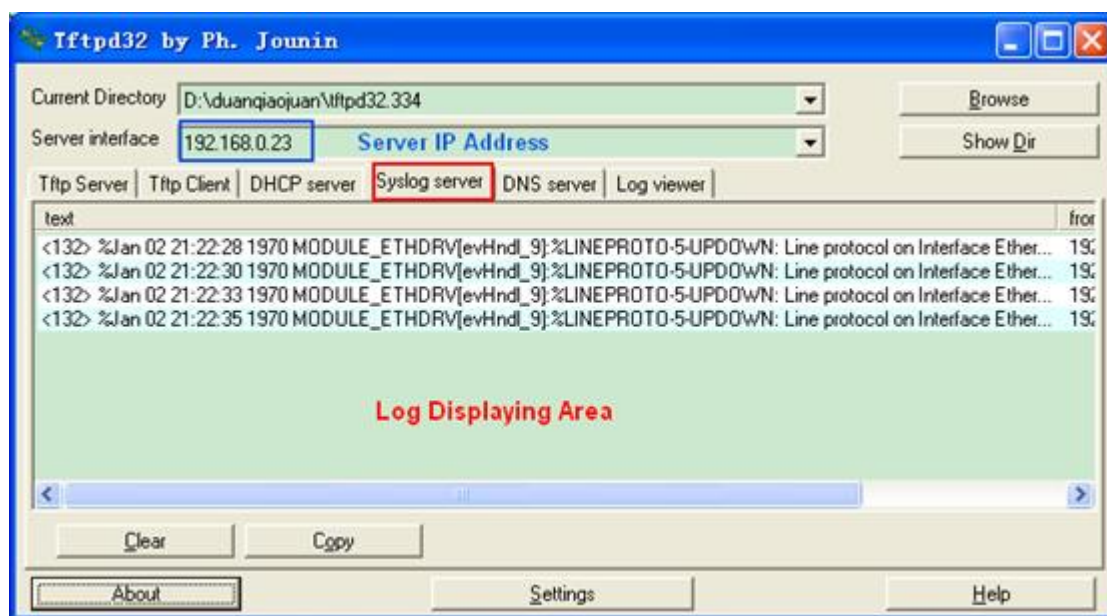 Tftpd32 by Ph. Jounin
Current Directory D:\duanqiaojuan\tftpd32.334 Browse
Server interface 192.168.0.23 Server IP Address Show Dir
Tftp Server Tftp Client DHCP server Syslog server DNS server Log viewer
text fror
<132> %Jan 02 21:22:28 1970 MODULE_ETHDRV[evHndl_9]:%LINEPROTO-5-UPDOWN: Line protocol on Interface Ether... 192
<132> %Jan 02 21:22:30 1970 MODULE_ETHDRV[evHndl_9]:%LINEPROTO-5-UPDOWN: Line protocol on Interface Ether... 192
<132> %Jan 02 21:22:33 1970 MODULE_ETHDRV[evHndl_9]:%LINEPROTO-5-UPDOWN: Line protocol on Interface Ether... 192
<132> %Jan 02 21:22:35 1970 MODULE_ETHDRV[evHndl_9]:%LINEPROTO-5-UPDOWN: Line protocol on Interface Ether... 192
Log Displaying Area
Clear Copy
About Settings Help